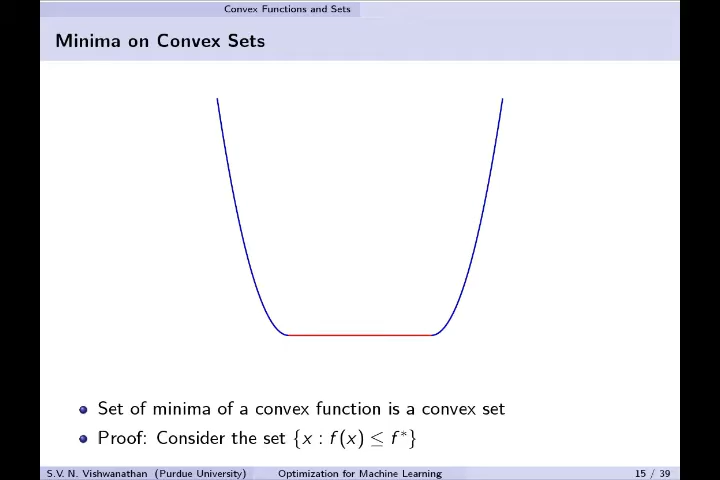 Convex Functions and Sets
Minima on Convex Sets
Set of minima of a convex function is a convex set
Proof: Consider the set {x : f(x) ≤ f*}
S.V. N. Vishwanathan (Purdue University) Optimization for Machine Learning 15 / 39